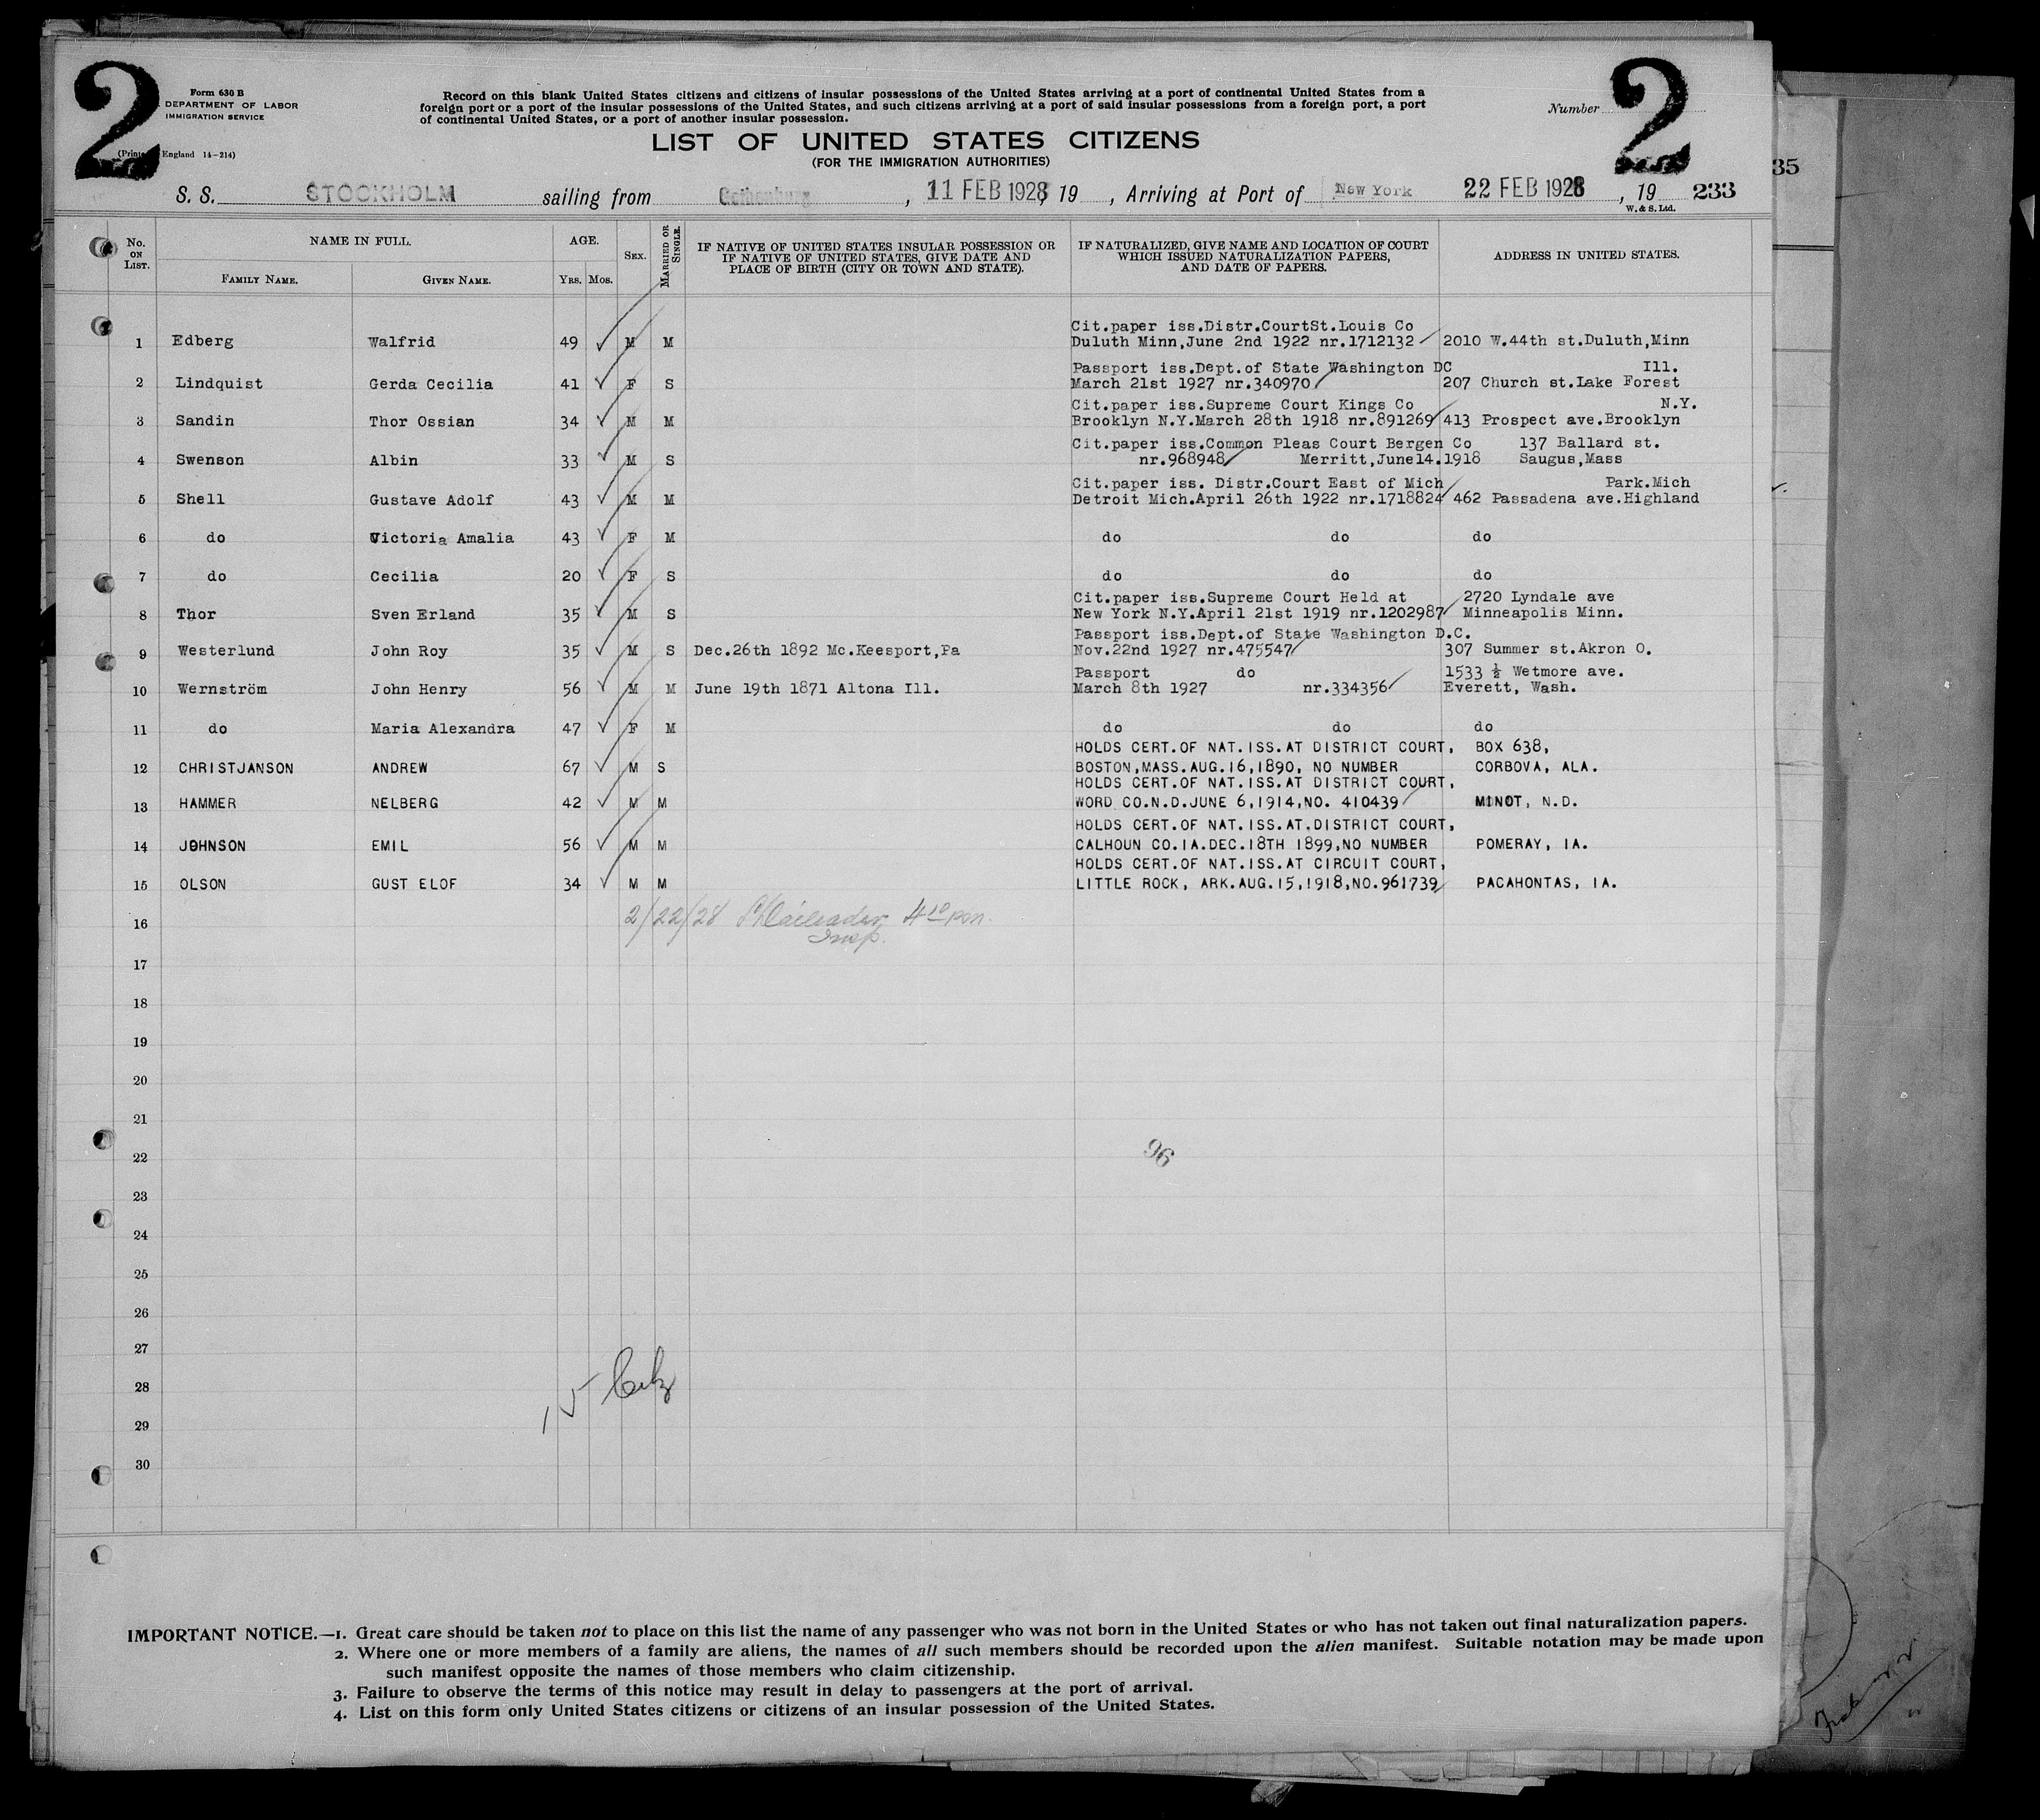 2
Form 630 B
DEPARTMENT OF LABOR
IMMIGRATION SERVICE
England 14-214)
Record on this blank United States citizens and citizens of insular possessions of the United States arriving at a port of continental United States from a
foreign port or a port of the insular possessions of the United States, and such citizens arriving at a port of said insular possessions from a foreign port, a port
of continental United States, or a port of another insular possession.
Number 2
LIST OF UNITED STATES CITIZENS
(FOR THE IMMIGRATION AUTHORITIES)
35
S. S. STOCKHOLM sailing from Gothenburg, 11 FEB 1928, 19 , Arriving at Port of New York 22 FEB 1928, 19 233
W. & S. Ltd.
No. ON LIST.
NAME IN FULL.
FAMILY NAME.
GIVEN NAME.
AGE.
YRS. MOS.
SEX.
MARRIED OR SINGLE.
IF NATIVE OF UNITED STATES INSULAR POSSESSION OR
IF NATIVE OF UNITED STATES, GIVE DATE AND
PLACE OF BIRTH (CITY OR TOWN AND STATE).
IF NATURALIZED, GIVE NAME AND LOCATION OF COURT
WHICH ISSUED NATURALIZATION PAPERS,
AND DATE OF PAPERS.
ADDRESS IN UNITED STATES.
Cit.paper iss.Distr.CourtSt.Louis Co
1 Edberg Walfrid 49 ✓ M M Duluth Minn,June 2nd 1922 nr.1712132 2010 W.44th st.Duluth,Minn
Passport iss.Dept.of State Washington DC Ill.
2 Lindquist Gerda Cecilia 41 ✓ F S March 21st 1927 nr.340970 207 Church st.Lake Forest
Cit.paper iss.Supreme Court Kings Co N.Y.
3 Sandin Thor Ossian 34 ✓ M M Brooklyn N.Y.March 28th 1918 nr.891269 413 Prospect ave.Brooklyn
Cit.paper iss.Common Pleas Court Bergen Co 137 Ballard st.
4 Swenson Albin 33 ✓ M S nr.968948 Merritt,June14.1918 Saugus,Mass
Cit.paper iss. Distr.Court East of Mich Park.Mich
5 Shell Gustave Adolf 43 ✓ M M Detroit Mich.April 26th 1922 nr.1718824 462 Passadena ave.Highland
6 do Victoria Amalia 43 ✓ F M do do do
7 do Cecilia 20 ✓ F S do do do
Cit.paper iss.Supreme Court Held at 2720 Lyndale ave
8 Thor Sven Erland 35 ✓ M S New York N.Y.April 21st 1919 nr.1202987 Minneapolis Minn.
Passport iss.Dept.of State Washington D.C.
9 Westerlund John Roy 35 ✓ M S Dec.26th 1892 Mc.Keesport,Pa Nov.22nd 1927 nr.475547 307 Summer st.Akron O.
Passport do 1533 ½ Wetmore ave.
10 Wernström John Henry 56 ✓ M M June 19th 1871 Altona Ill. March 8th 1927 nr.334356 Everett, Wash.
11 do Maria Alexandra 47 ✓ F M do do do
HOLDS CERT.OF NAT.ISS.AT DISTRICT COURT, BOX 638,
12 CHRISTJANSON ANDREW 67 ✓ M S BOSTON,MASS.AUG.16,1890, NO NUMBER CORBOVA, ALA.
HOLDS CERT.OF NAT.ISS.AT DISTRICT COURT,
13 HAMMER NELBERG 42 ✓ M M WORD CO.N.D.JUNE 6,1914,NO. 410439 MINOT, N.D.
HOLDS CERT.OF NAT.ISS.AT.DISTRICT COURT,
14 JOHNSON EMIL 56 ✓ M M CALHOUN CO.IA.DEC.18TH 1899,NO NUMBER POMERAY, IA.
HOLDS CERT.OF NAT.ISS.AT CIRCUIT COURT,
15 OLSON GUST ELOF 34 ✓ M M LITTLE ROCK, ARK.AUG.15,1918,NO.961739 PACAHONTAS, IA.
16 2/22/28 4 10 pm.
Insp.
17
18
19
20
21
22 96
23
24
25
26
27
28 15 Citz
29
30
IMPORTANT NOTICE.—1. Great care should be taken not to place on this list the name of any passenger who was not born in the United States or who has not taken out final naturalization papers.
2. Where one or more members of a family are aliens, the names of all such members should be recorded upon the alien manifest. Suitable notation may be made upon
such manifest opposite the names of those members who claim citizenship.
3. Failure to observe the terms of this notice may result in delay to passengers at the port of arrival.
4. List on this form only United States citizens or citizens of an insular possession of the United States.